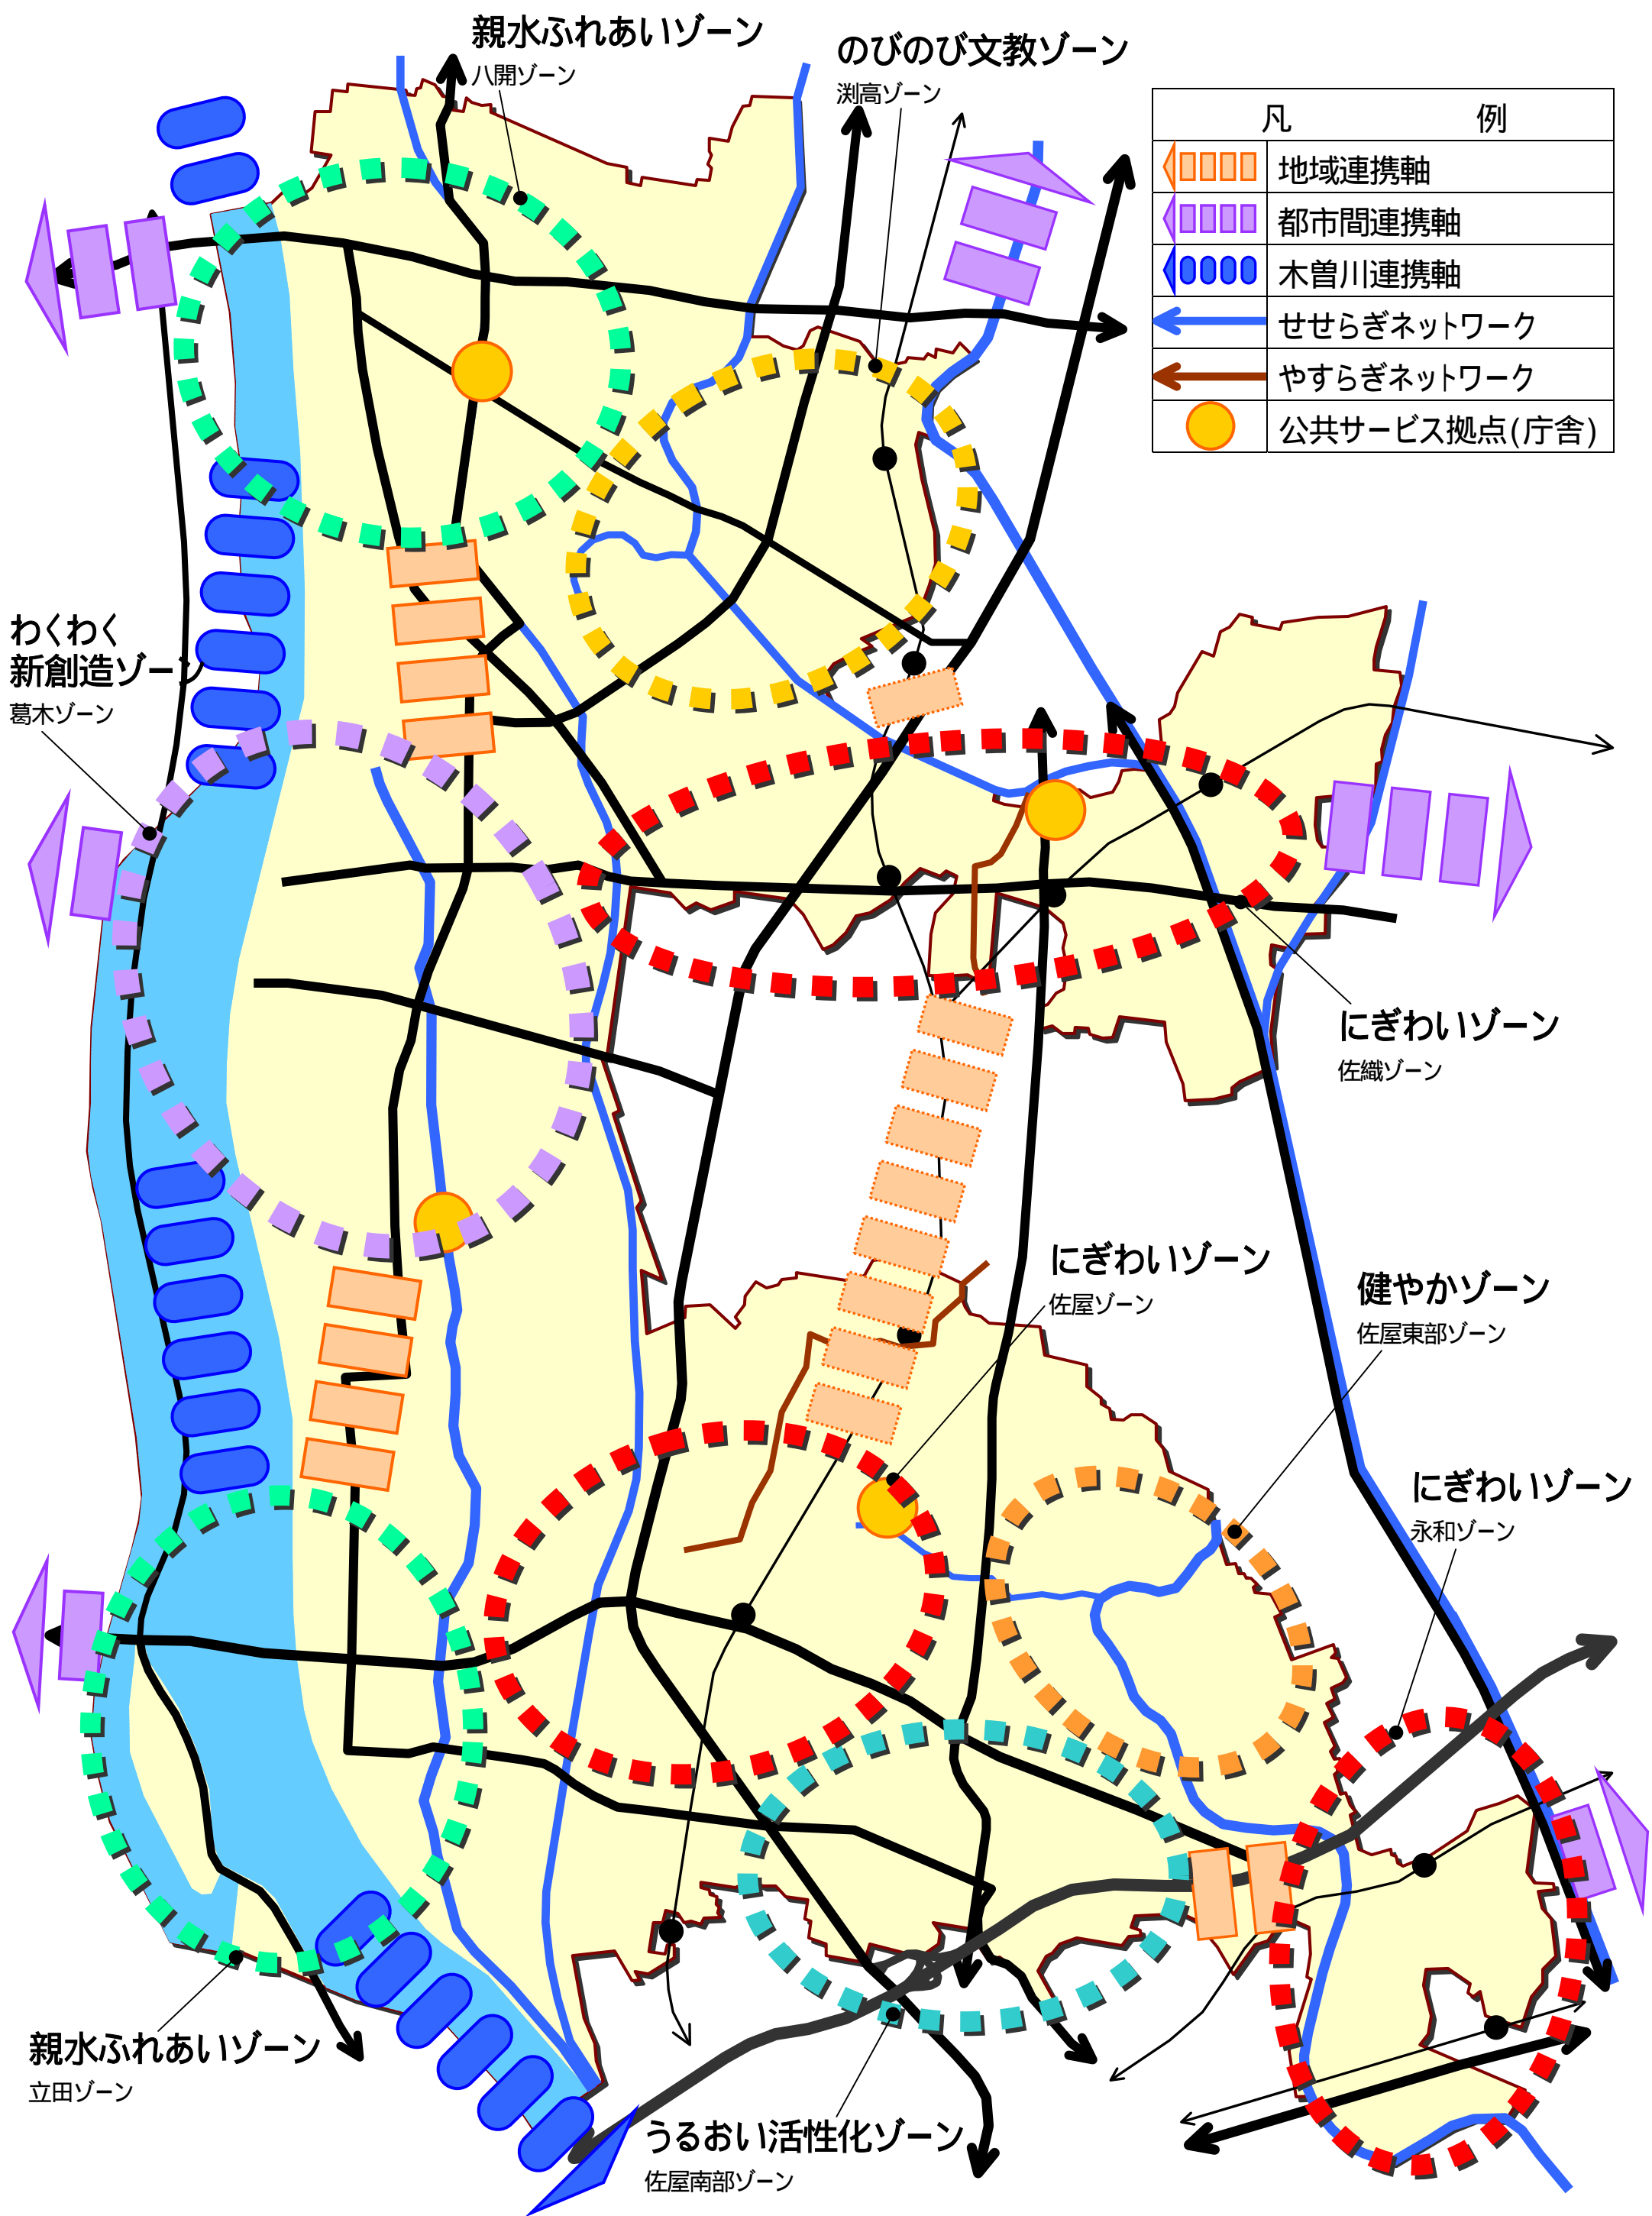 親水ふれあいゾーン
八開ゾーン
のびのび文教ゾーン
渕高ゾーン
凡 例
地域連携軸
都市間連携軸
木曽川連携軸
せせらぎネットワーク
やすらぎネットワーク
公共サービス拠点(庁舎)
わくわく
新創造ゾーン
葛木ゾーン
にぎわいゾーン
佐織ゾーン
にぎわいゾーン
佐屋ゾーン
健やかゾーン
佐屋東部ゾーン
にぎわいゾーン
永和ゾーン
親水ふれあいゾーン
立田ゾーン
うるおい活性化ゾーン
佐屋南部ゾーン